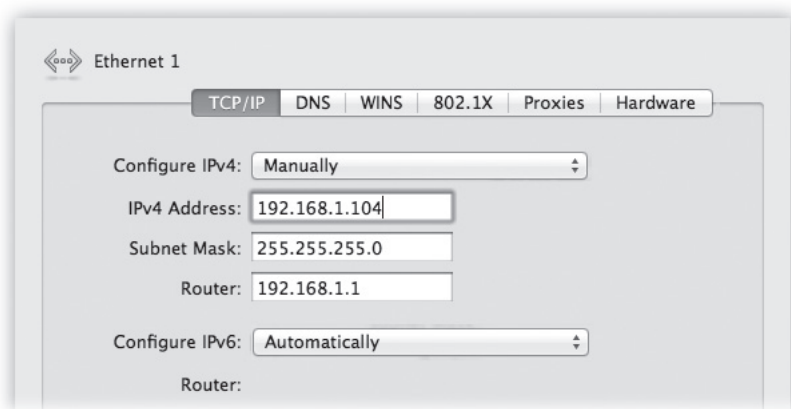 Ethernet 1
TCP/IP DNS WINS 802.1X Proxies Hardware
Configure IPv4: Manually
IPv4 Address: 192.168.1.104
Subnet Mask: 255.255.255.0
Router: 192.168.1.1
Configure IPv6: Automatically
Router: